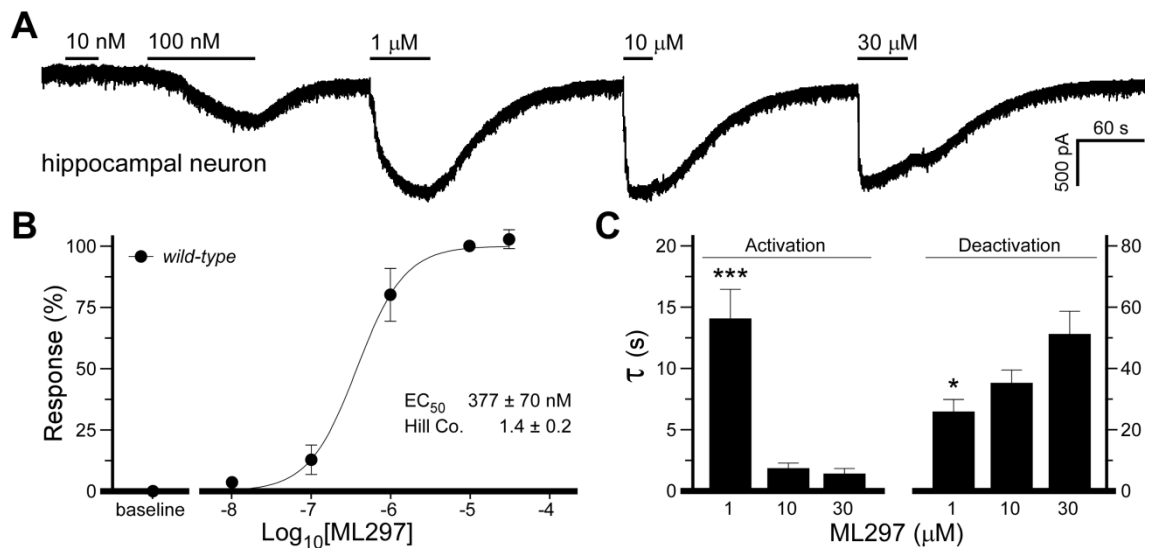 A
10 nM 100 nM 1 μM 10 μM 30 μM
hippocampal neuron
60 s
500 pA
B
Response (%)
100
75
50
25
0
wild-type
EC50 377 ± 70 nM
Hill Co. 1.4 ± 0.2
baseline -8 -7 -6 -5 -4
Log10[ML297]
C
τ (s)
20
15
10
5
0
Activation Deactivation
***
*
80
60
40
20
0
1 10 30 1 10 30
ML297 (μM)